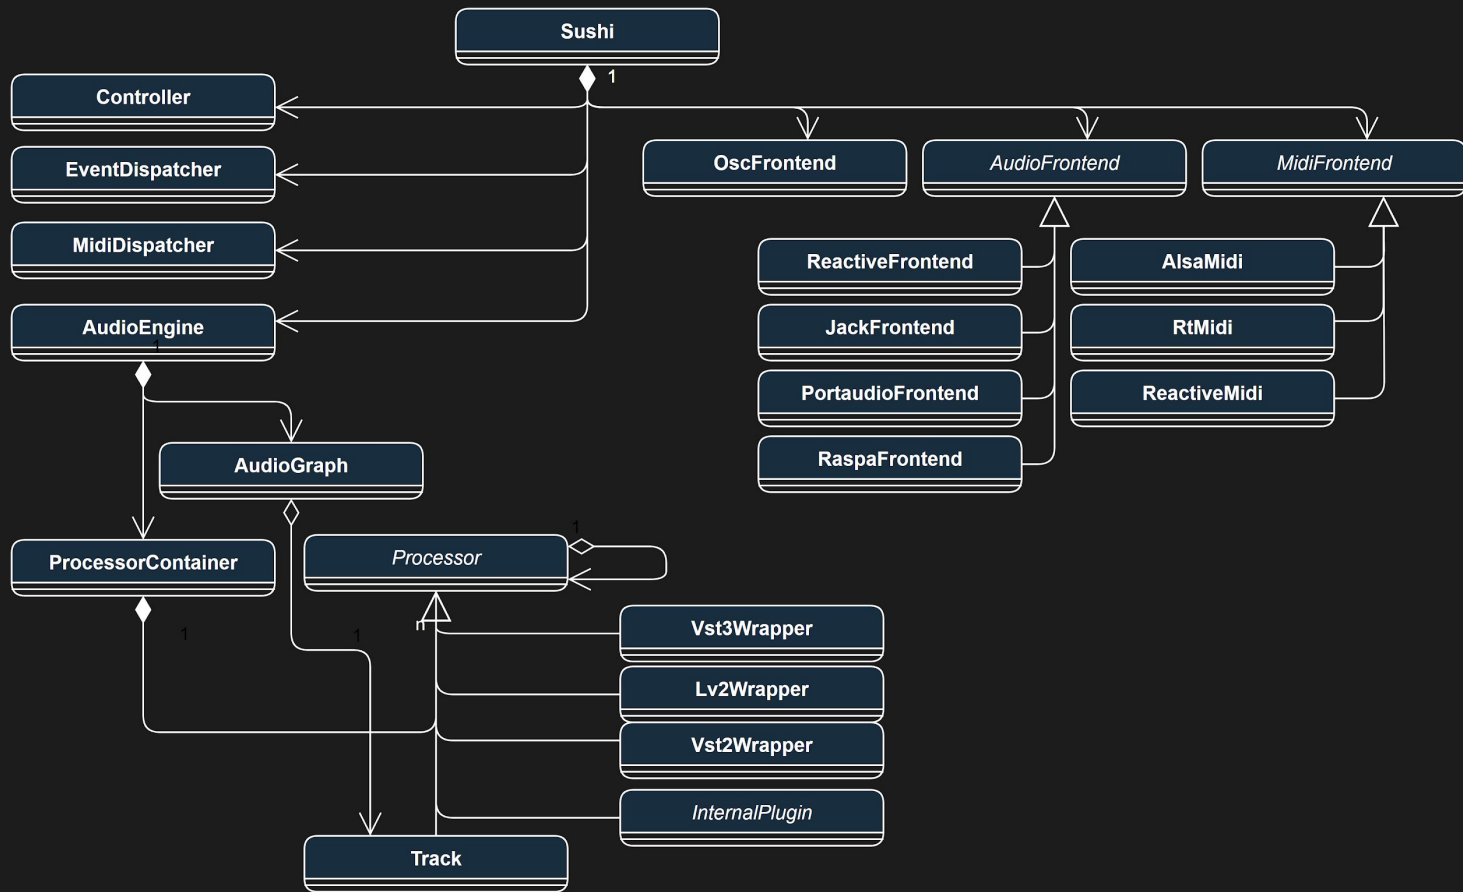 Sushi
1
Controller
EventDispatcher
MidiDispatcher
AudioEngine
1
OscFrontend
AudioFrontend
MidiFrontend
ReactiveFrontend
AlsaMidi
JackFrontend
RtMidi
PortaudioFrontend
ReactiveMidi
RaspaFrontend
AudioGraph
ProcessorContainer
1
Processor
1
n
1
Vst3Wrapper
Lv2Wrapper
Vst2Wrapper
InternalPlugin
Track